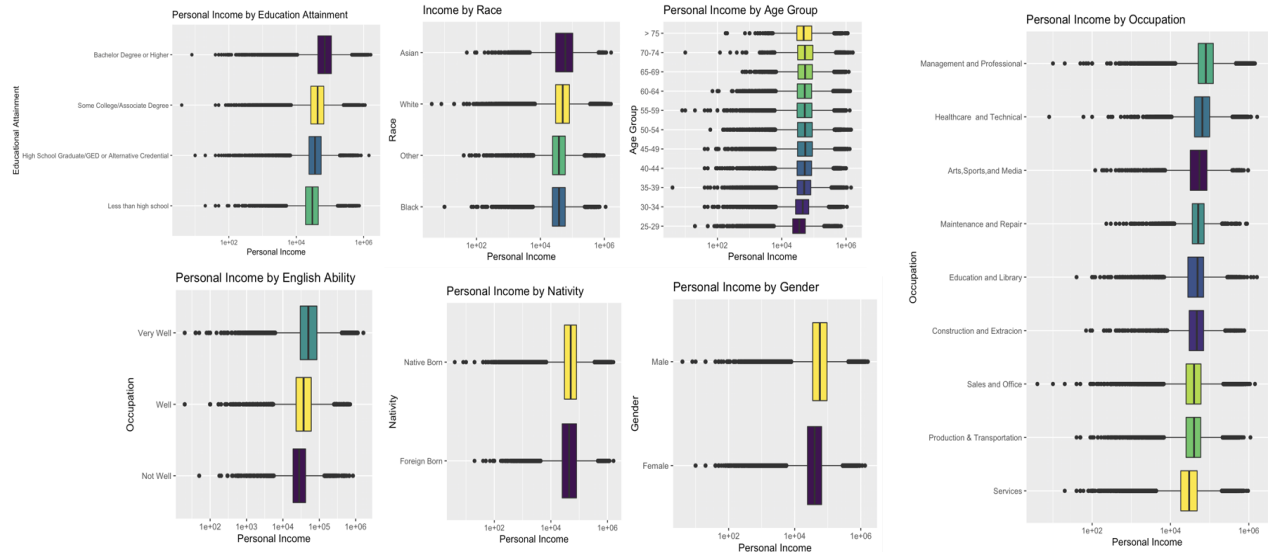 Personal Income by Education Attainment
Educational Attainment
Bachelor Degree or Higher
Some College/Associate Degree
High School Graduate/GED or Alternative Credential
Less than high school
1e+02
1e+04
1e+06
Personal Income
Income by Race
Race
Asian
White
Other
Black
1e+02
1e+04
1e+06
Personal Income
Personal Income by Age Group
Age Group
> 75
70-74
65-69
60-64
55-59
50-54
45-49
40-44
35-39
30-34
25-29
1e+02
1e+04
1e+06
Personal Income
Personal Income by Occupation
Occupation
Management and Professional
Healthcare and Technical
Arts,Sports,and Media
Maintenance and Repair
Education and Library
Construction and Extracion
Sales and Office
Production & Transportation
Services
1e+02
1e+04
1e+06
Personal Income
Personal Income by English Ability
Occupation
Very Well
Well
Not Well
1e+02
1e+03
1e+04
1e+05
1e+06
Personal Income
Personal Income by Nativity
Nativity
Native Born
Foreign Born
1e+02
1e+04
1e+06
Personal Income
Personal Income by Gender
Gender
Male
Female
1e+02
1e+04
1e+06
Personal Income